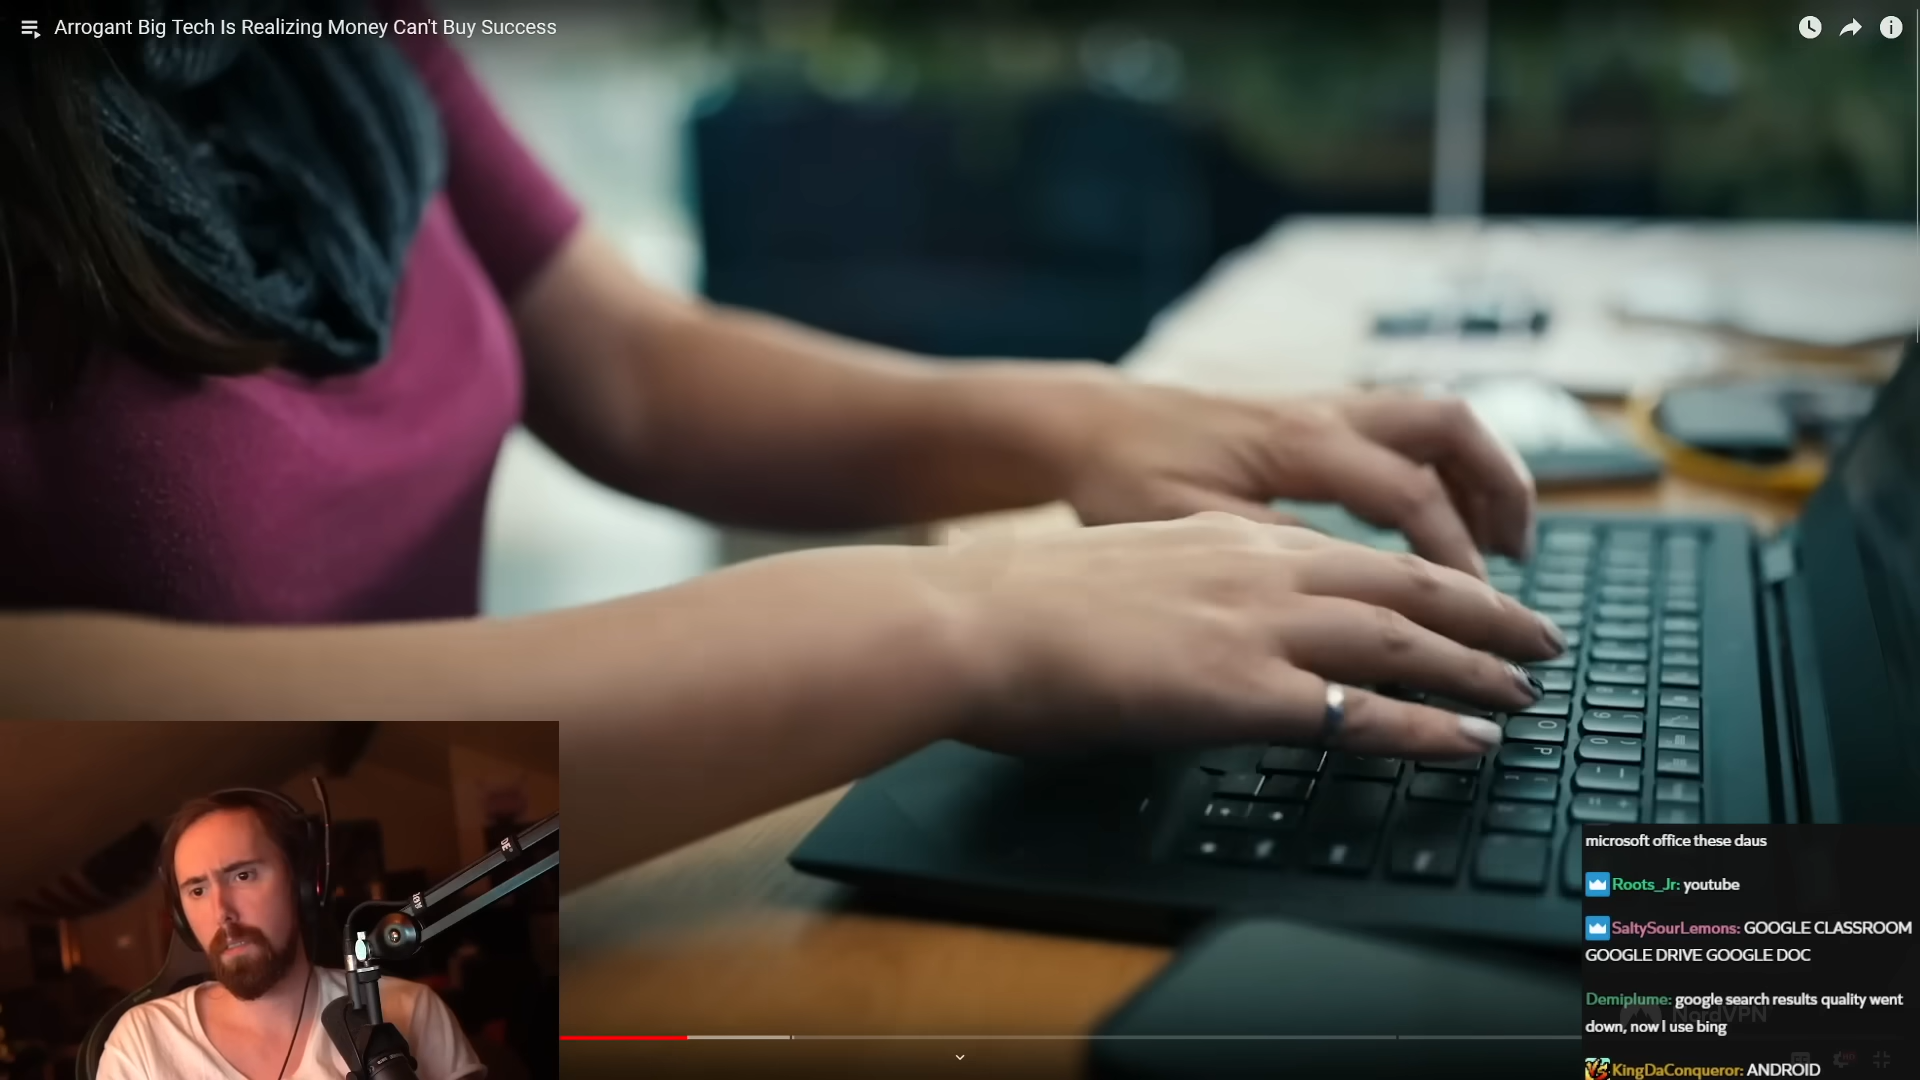 Arrogant Big Tech Is Realizing Money Can't Buy Success
microsoft office these daus
Roots_Jr: youtube
SaltySourLemons: GOOGLE CLASSROOM
GOOGLE DRIVE GOOGLE DOC
Demiplume: google search results quality went
down, now I use bing
NordVPN
KingDaConqueror: ANDROID